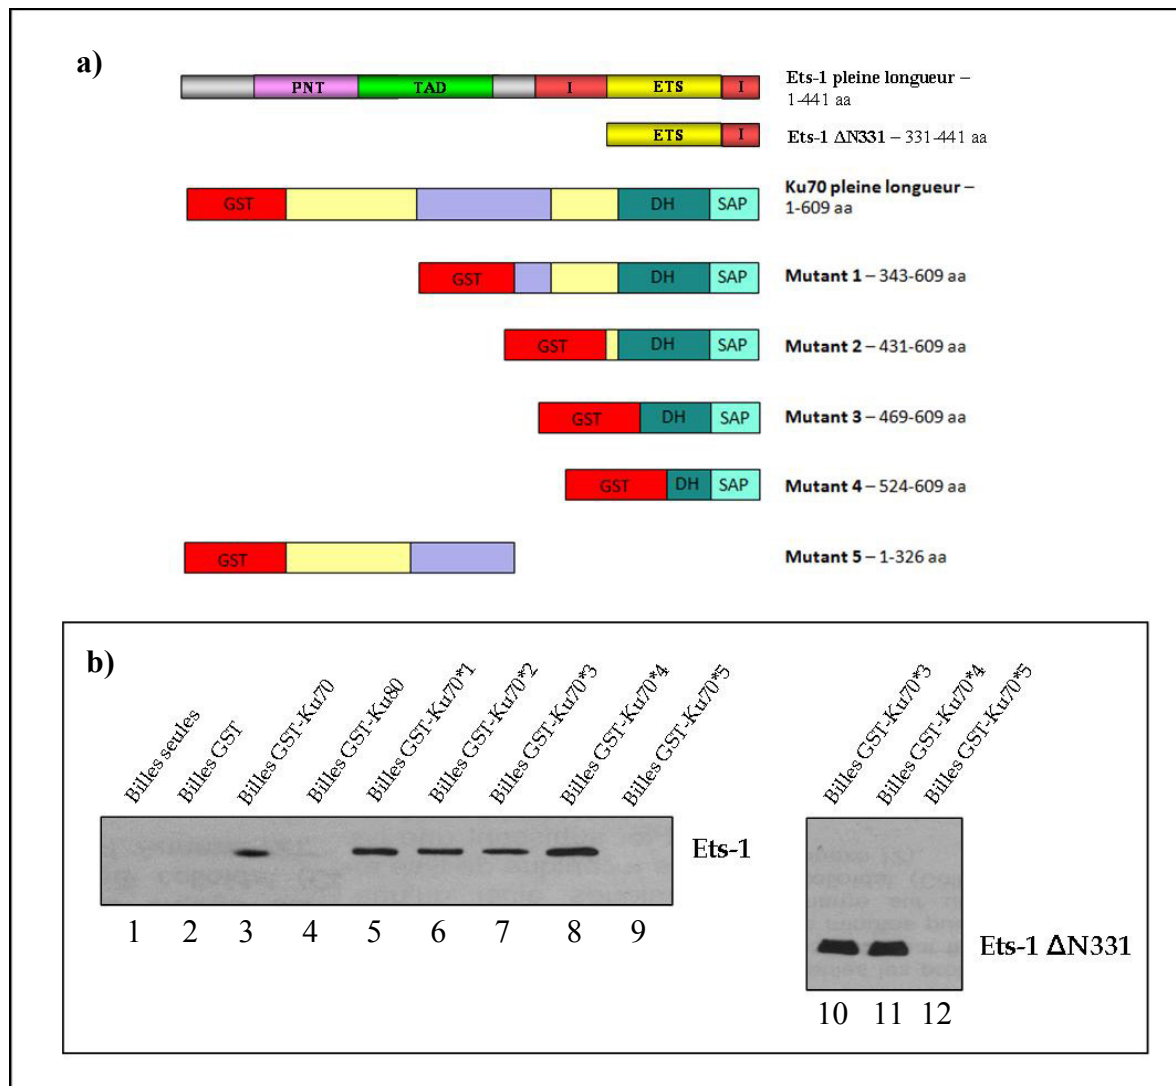 a)
PNT TAD I ETS I
Ets-1 pleine longueur –
1-441 aa
ETS I
Ets-1 ΔN331 – 331-441 aa
GST DH SAP
Ku70 pleine longueur –
1-609 aa
GST DH SAP
Mutant 1 – 343-609 aa
GST DH SAP
Mutant 2 – 431-609 aa
GST DH SAP
Mutant 3 – 469-609 aa
GST DH SAP
Mutant 4 – 524-609 aa
GST
Mutant 5 – 1-326 aa
b)
Billes seules
Billes GST
Billes GST-Ku70
Billes GST-Ku80
Billes GST-Ku70*1
Billes GST-Ku70*2
Billes GST-Ku70*3
Billes GST-Ku70*4
Billes GST-Ku70*5
Ets-1
1 2 3 4 5 6 7 8 9
Billes GST-Ku70*3
Billes GST-Ku70*4
Billes GST-Ku70*5
Ets-1 ΔN331
10 11 12